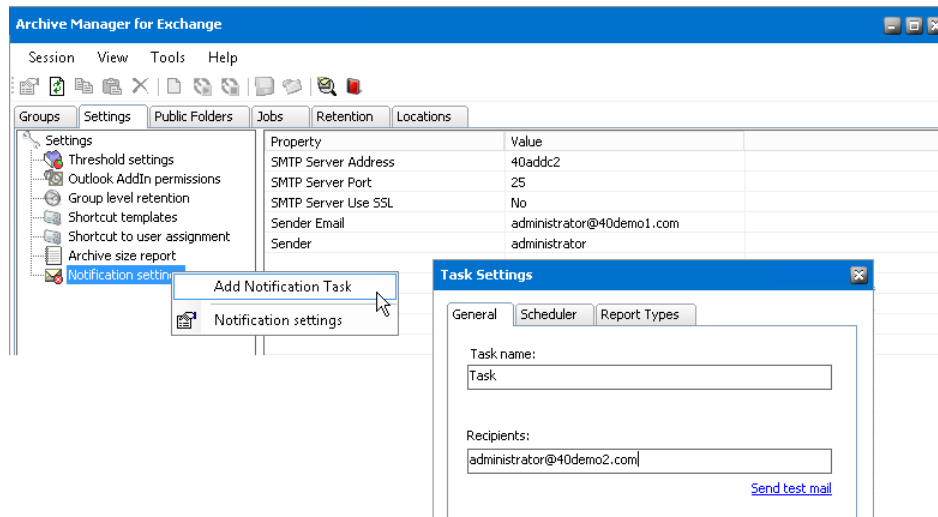 Archive Manager for Exchange
Session View Tools Help
Groups Settings Public Folders Jobs Retention Locations
Settings
Threshold settings
Outlook AddIn permissions
Group level retention
Shortcut templates
Shortcut to user assignment
Archive size report
Notification settings
Property Value
SMTP Server Address 40addc2
SMTP Server Port 25
SMTP Server Use SSL No
Sender Email administrator@40demo1.com
Sender administrator
Add Notification Task
Notification settings
Task Settings
General Scheduler Report Types
Task name:
Task
Recipients:
administrator@40demo2.com
Send test mail